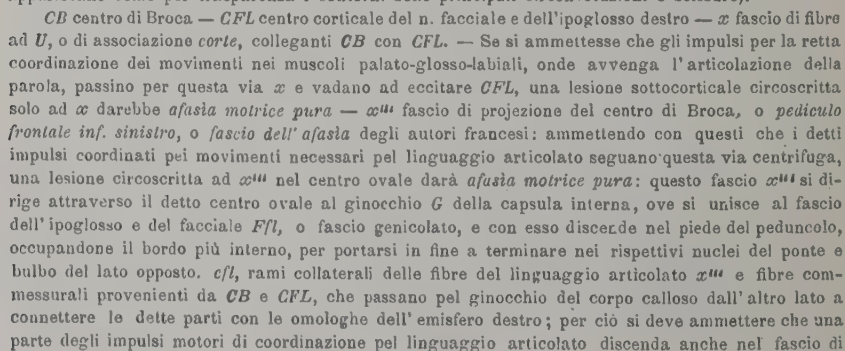 CB centro di Broca — CFL centro corticale del n. facciale e dell'ipoglosso destro — x fascio di fibre
ad U, o di associazione corte, colleganti CB con CFL. — Se si ammettesse che gli impulsi per la retta
coordinazione dei movimenti nei muscoli palato-glosso-labiali, onde avvenga l'articolazione della
parola, passino per questa via x e vadano ad eccitare CFL, una lesione sottocorticale circoscritta
solo ad x darebbe afasia motrice pura — x''' fascio di projezione del centro di Broca, o pediculo
frontale inf. sinistro, o fascio dell' afasia degli autori francesi: ammettendo con questi che i detti
impulsi coordinati pei movimenti necessari pel linguaggio articolato seguano questa via centrifuga,
una lesione circoscritta ad x''' nel centro ovale darà afasia motrice pura: questo fascio x''' si di-
rige attraverso il detto centro ovale al ginocchio G della capsula interna, ove si unisce al fascio
dell'ipoglosso e del facciale Ffl, o fascio genicolato, e con esso discende nel piede del peduncolo,
occupandone il bordo più interno, per portarsi in fine a terminare nei rispettivi nuclei del ponte e
bulbo del lato opposto. cfl, rami collaterali delle fibre del linguaggio articolato x''' e fibre com-
messurali provenienti da CB e CFL, che passano pel ginocchio del corpo calloso dall'altro lato a
connettere le dette parti con le omologhe dell'emisfero destro; per ciò si deve ammettere che una
parte degli impulsi motori di coordinazione pel linguaggio articolato discenda anche nel fascio di